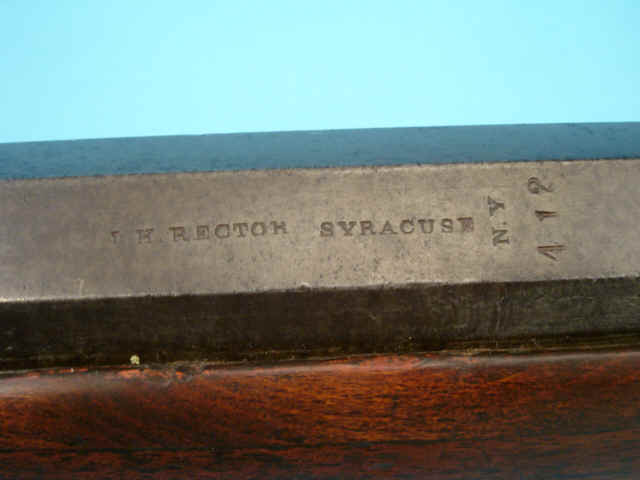 I H. RECTOR SYRACUSE N.Y
412